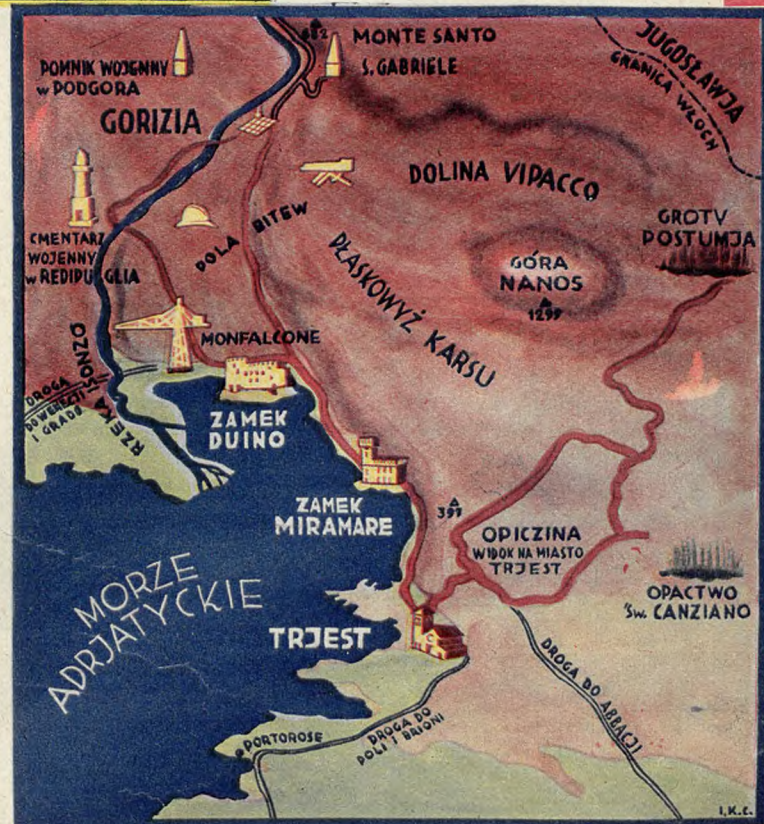 682
MONTE SANTO
S. GABRIELE
POMNIK WOJENNY
w PODGORA
JUGOSŁAWJA
GRANICA WŁOCH
GORIZIA
DOLINA VIPACCO
GROTY
POSTUMJA
CMENTARZ
WOJENNY
w REDIPUGLIA
POLA BITEW
PŁASKOWYŻ KARSU
GÓRA
NANOS
1299
MONFALCONE
RZEKA ISONZO
DROGA
DO WENECJI
I GRADO
ZAMEK
DUINO
ZAMEK
MIRAMARE
399
OPICZINA
WIDOK NA MIASTO
TRJEST
OPACTWO
Św. CANZIANO
MORZE
ADRJATYCKIE
TRJEST
DROGA DO ABBACJI
PORTOROSE
DROGA DO
POLI I BRIONI
I.K.C.